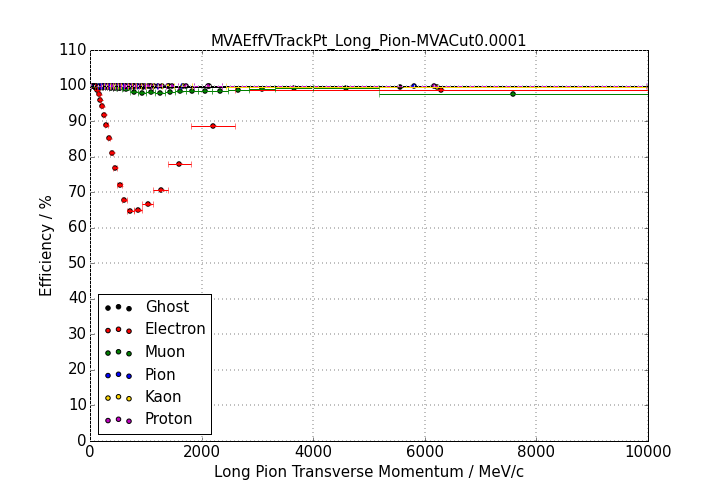 MVAEffVTrackPt_Long_Pion-MVACut0.0001
110
100
90
80
70
60
50
40
30
20
10
0
Efficiency / %
Ghost
Electron
Muon
Pion
Kaon
Proton
0 2000 4000 6000 8000 10000
Long Pion Transverse Momentum / MeV/c